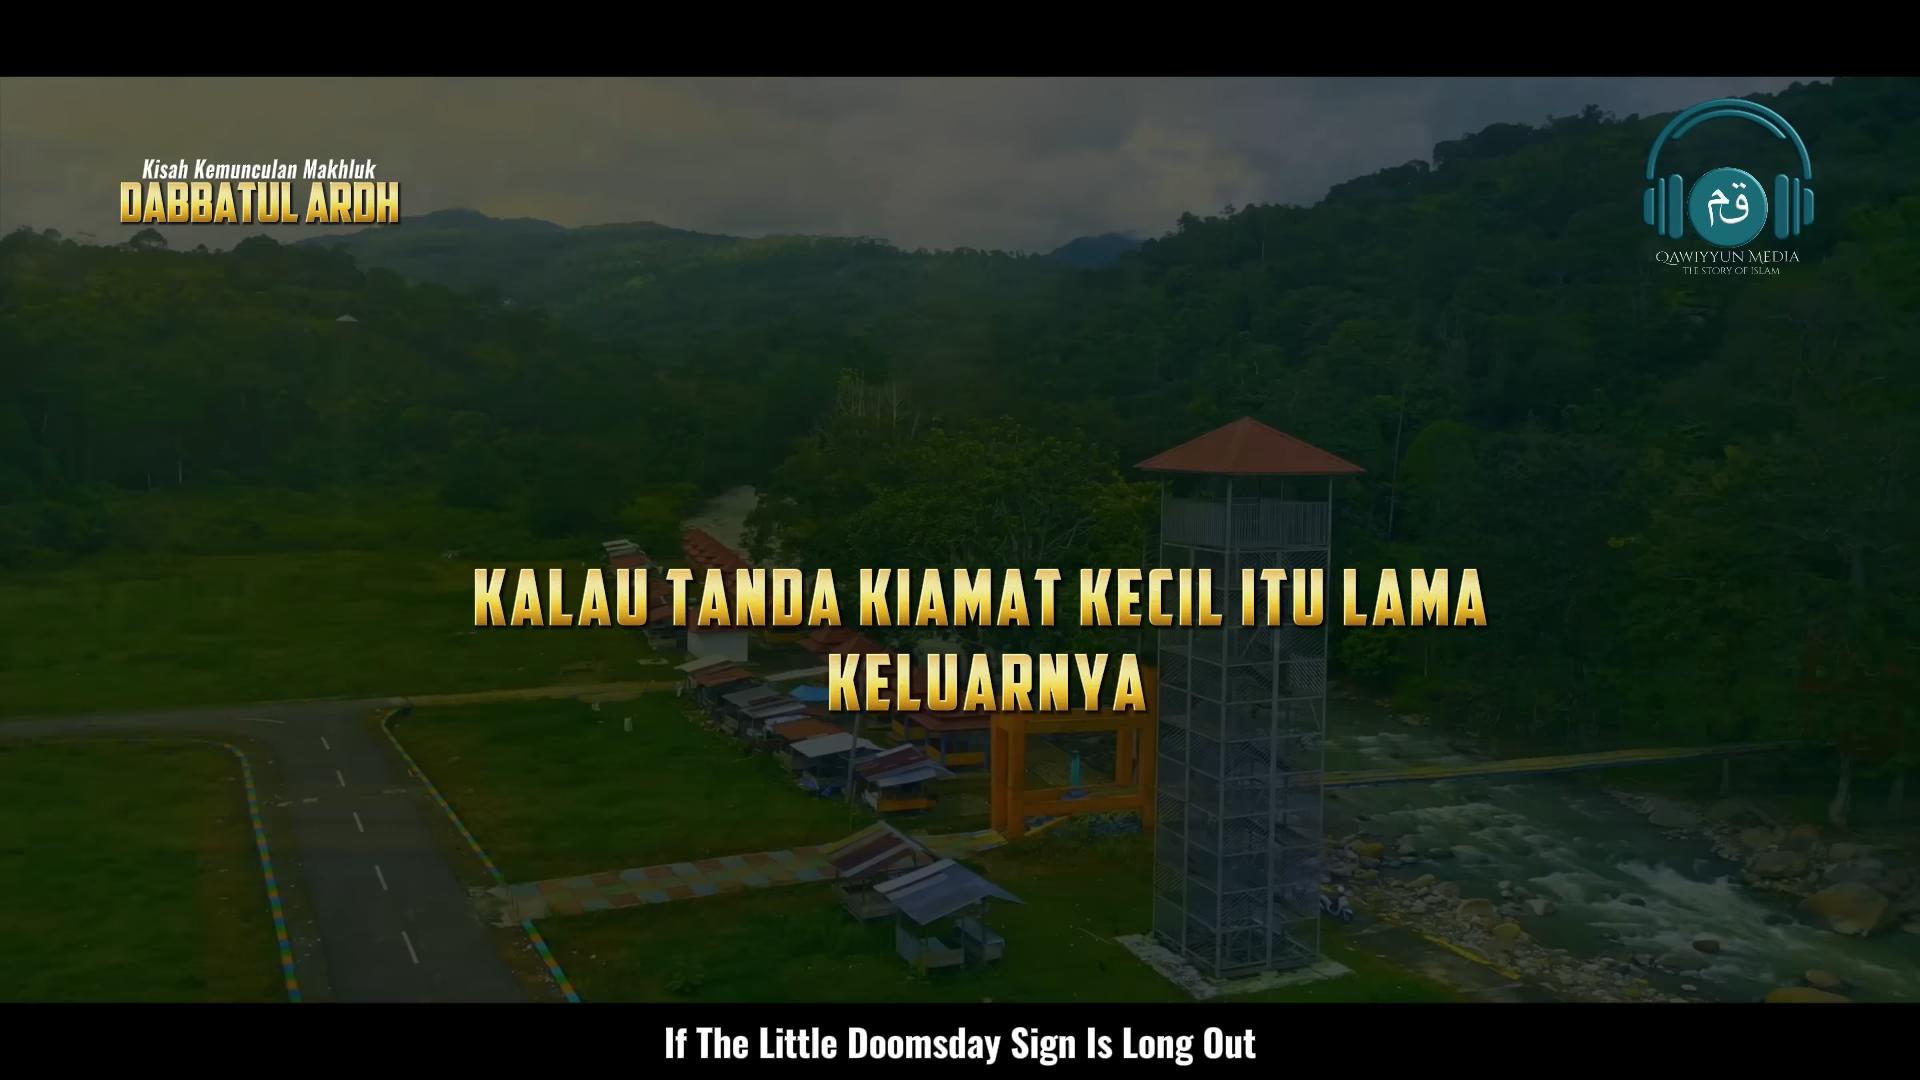 Kisah Kemunculan Makhluk
DABBATUL ARDH
قم
QAWIYYUN MEDIA
THE STORY OF ISLAM
KALAU TANDA KIAMAT KECIL ITU LAMA
KELUARNYA
If The Little Doomsday Sign Is Long Out